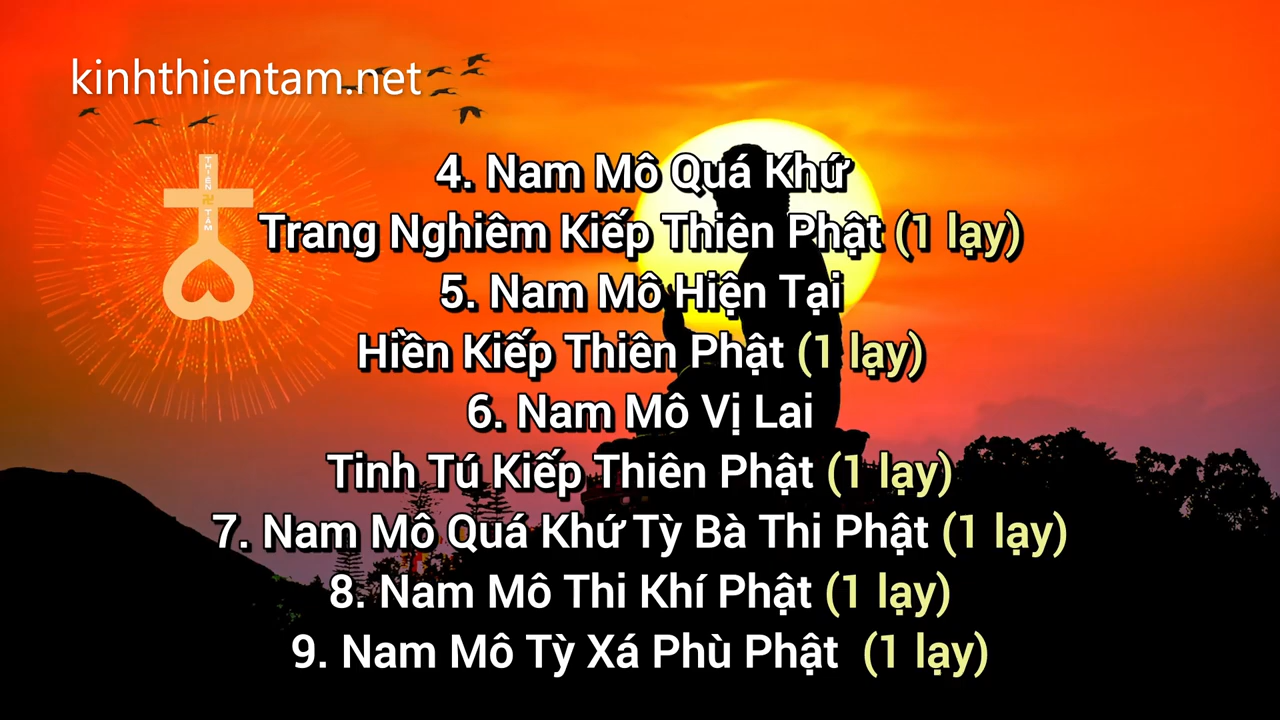 kinhthientam.net
THIÊN
TÂM
4. Nam Mô Quá Khứ
Trang Nghiêm Kiếp Thiên Phật (1 lạy)
5. Nam Mô Hiện Tại
Hiền Kiếp Thiên Phật (1 lạy)
6. Nam Mô Vị Lai
Tinh Tú Kiếp Thiên Phật (1 lạy)
7. Nam Mô Quá Khứ Tỳ Bà Thi Phật (1 lạy)
8. Nam Mô Thi Khí Phật (1 lạy)
9. Nam Mô Tỳ Xá Phù Phật (1 lạy)